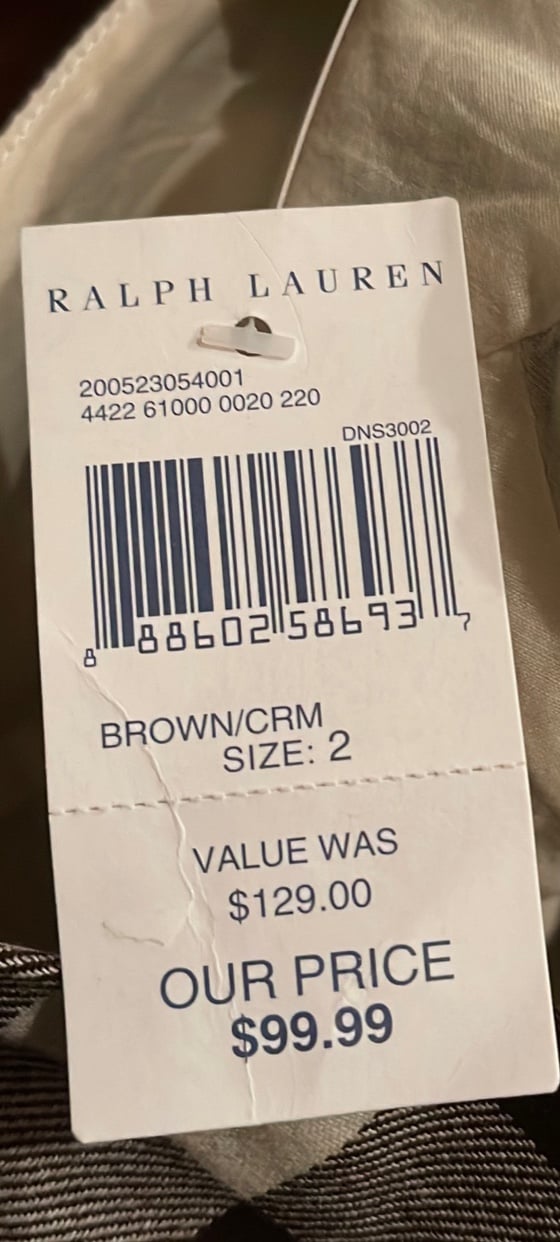 RALPH LAUREN
200523054001
4422 61000 0020 220
DNS3002
8 88602 58693 7
BROWN/CRM
SIZE: 2
VALUE WAS
$129.00
OUR PRICE
$99.99